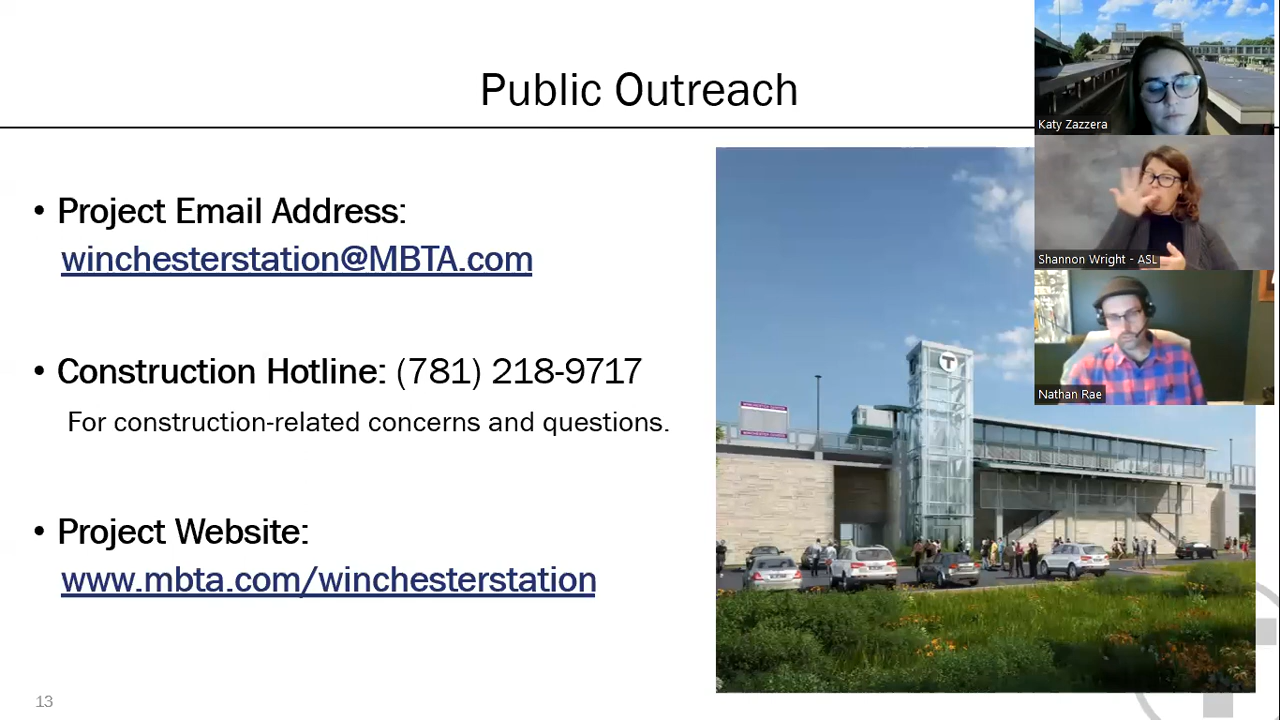 Public Outreach
• Project Email Address:
winchesterstation@MBTA.com
• Construction Hotline: (781) 218-9717
For construction-related concerns and questions.
• Project Website:
www.mbta.com/winchesterstation
13
T
Katy Zazzera
Shannon Wright - ASL
Nathan Rae